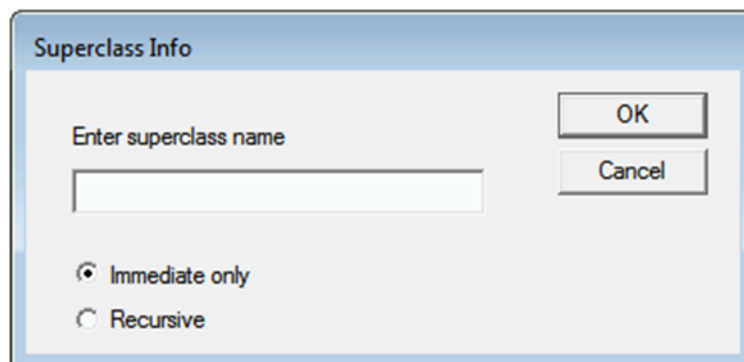 Superclass Info
Enter superclass name
OK
Cancel
Immediate only
Recursive